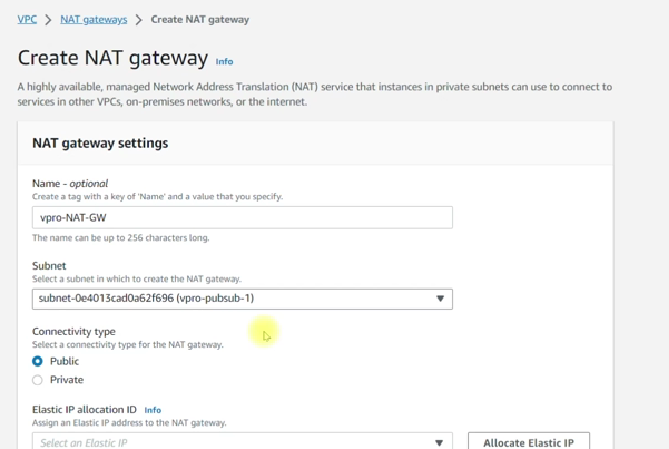 VPC > NAT gateways > Create NAT gateway
Create NAT gateway Info
A highly available, managed Network Address Translation (NAT) service that instances in private subnets can use to connect to
services in other VPCs, on-premises networks, or the internet.
NAT gateway settings
Name - optional
Create a tag with a key of 'Name' and a value that you specify.
vpro-NAT-GW
The name can be up to 256 characters long.
Subnet
Select a subnet in which to create the NAT gateway.
subnet-0e4013cad0a62f696 (vpro-pubsub-1)
Connectivity type
Select a connectivity type for the NAT gateway.
Public
Private
Elastic IP allocation ID Info
Assign an Elastic IP address to the NAT gateway.
Select an Elastic IP
Allocate Elastic IP